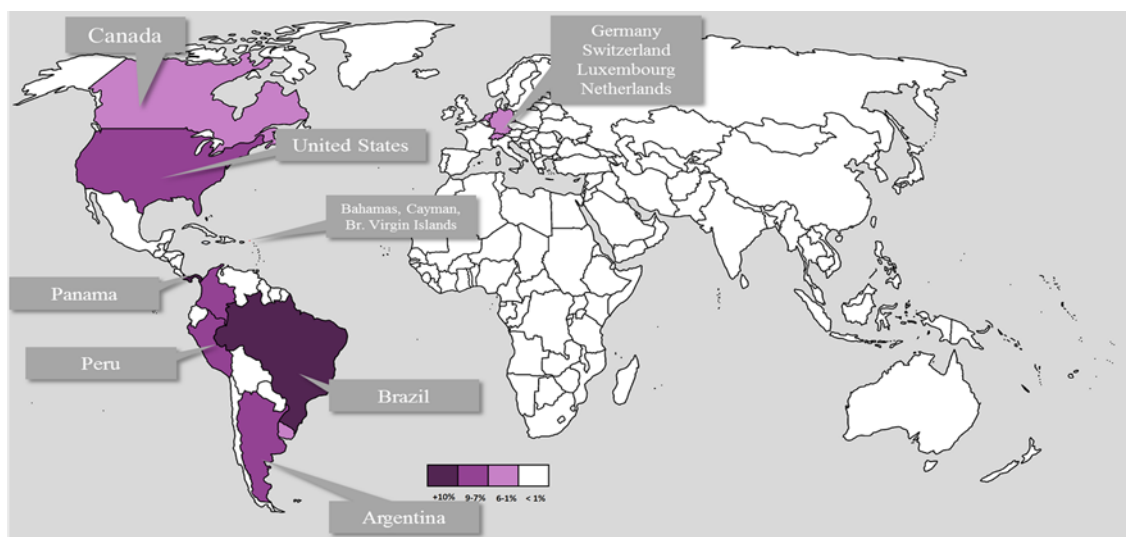 Canada
Germany
Switzerland
Luxembourg
Netherlands
United States
Bahamas, Cayman,
Br. Virgin Islands
Panama
Peru
Brazil
Argentina
+10% 9-7% 6-1% < 1%